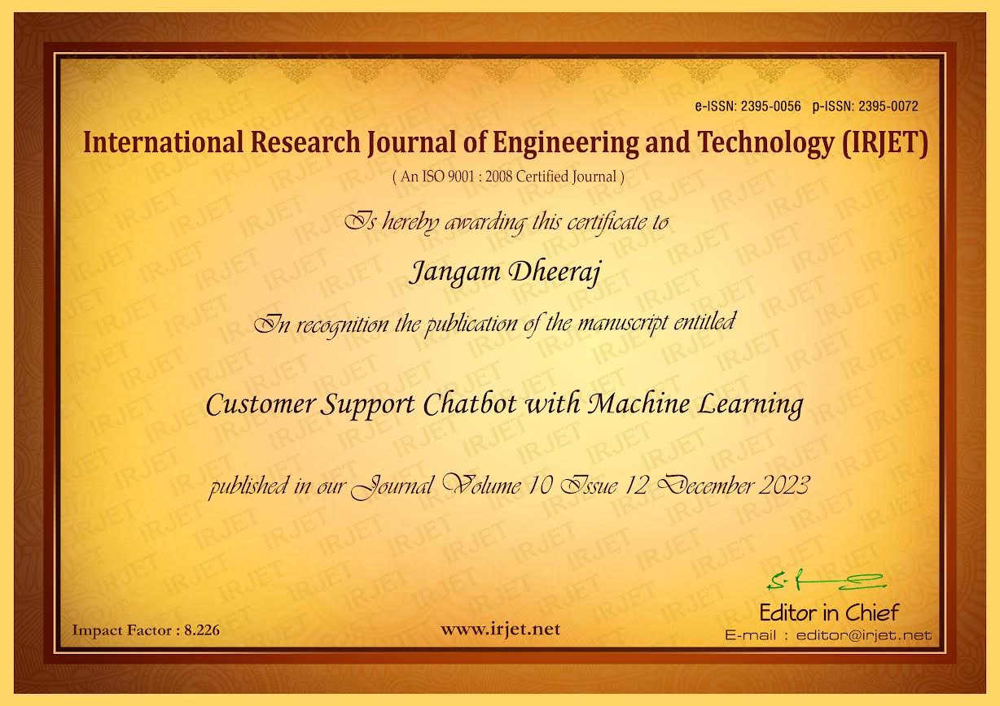 e-ISSN: 2395-0056 p-ISSN: 2395-0072
International Research Journal of Engineering and Technology (IRJET)
( An ISO 9001 : 2008 Certified Journal )
Is hereby awarding this certificate to
Jangam Dheeraj
In recognition the publication of the manuscript entitled
Customer Support Chatbot with Machine Learning
published in our Journal Volume 10 Issue 12 December 2023
Editor in Chief
Impact Factor : 8.226
www.irjet.net
E-mail : editor@irjet.net